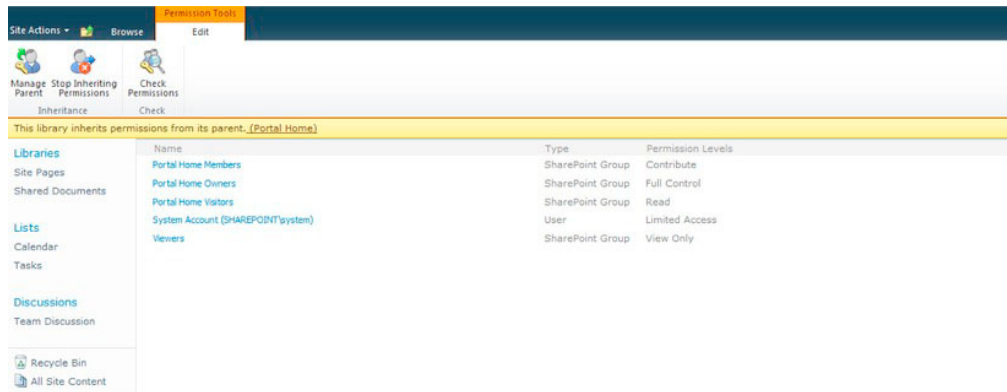 Permission Tools
Site Actions Browse Edit
Manage Parent Stop Inheriting Permissions Check Permissions
Inheritance Check
This library inherits permissions from its parent. (Portal Home)
Libraries
Site Pages
Shared Documents
Lists
Calendar
Tasks
Discussions
Team Discussion
Recycle Bin
All Site Content
Name Type Permission Levels
Portal Home Members SharePoint Group Contribute
Portal Home Owners SharePoint Group Full Control
Portal Home Visitors SharePoint Group Read
System Account (SHAREPOINT\system) User Limited Access
Viewers SharePoint Group View Only